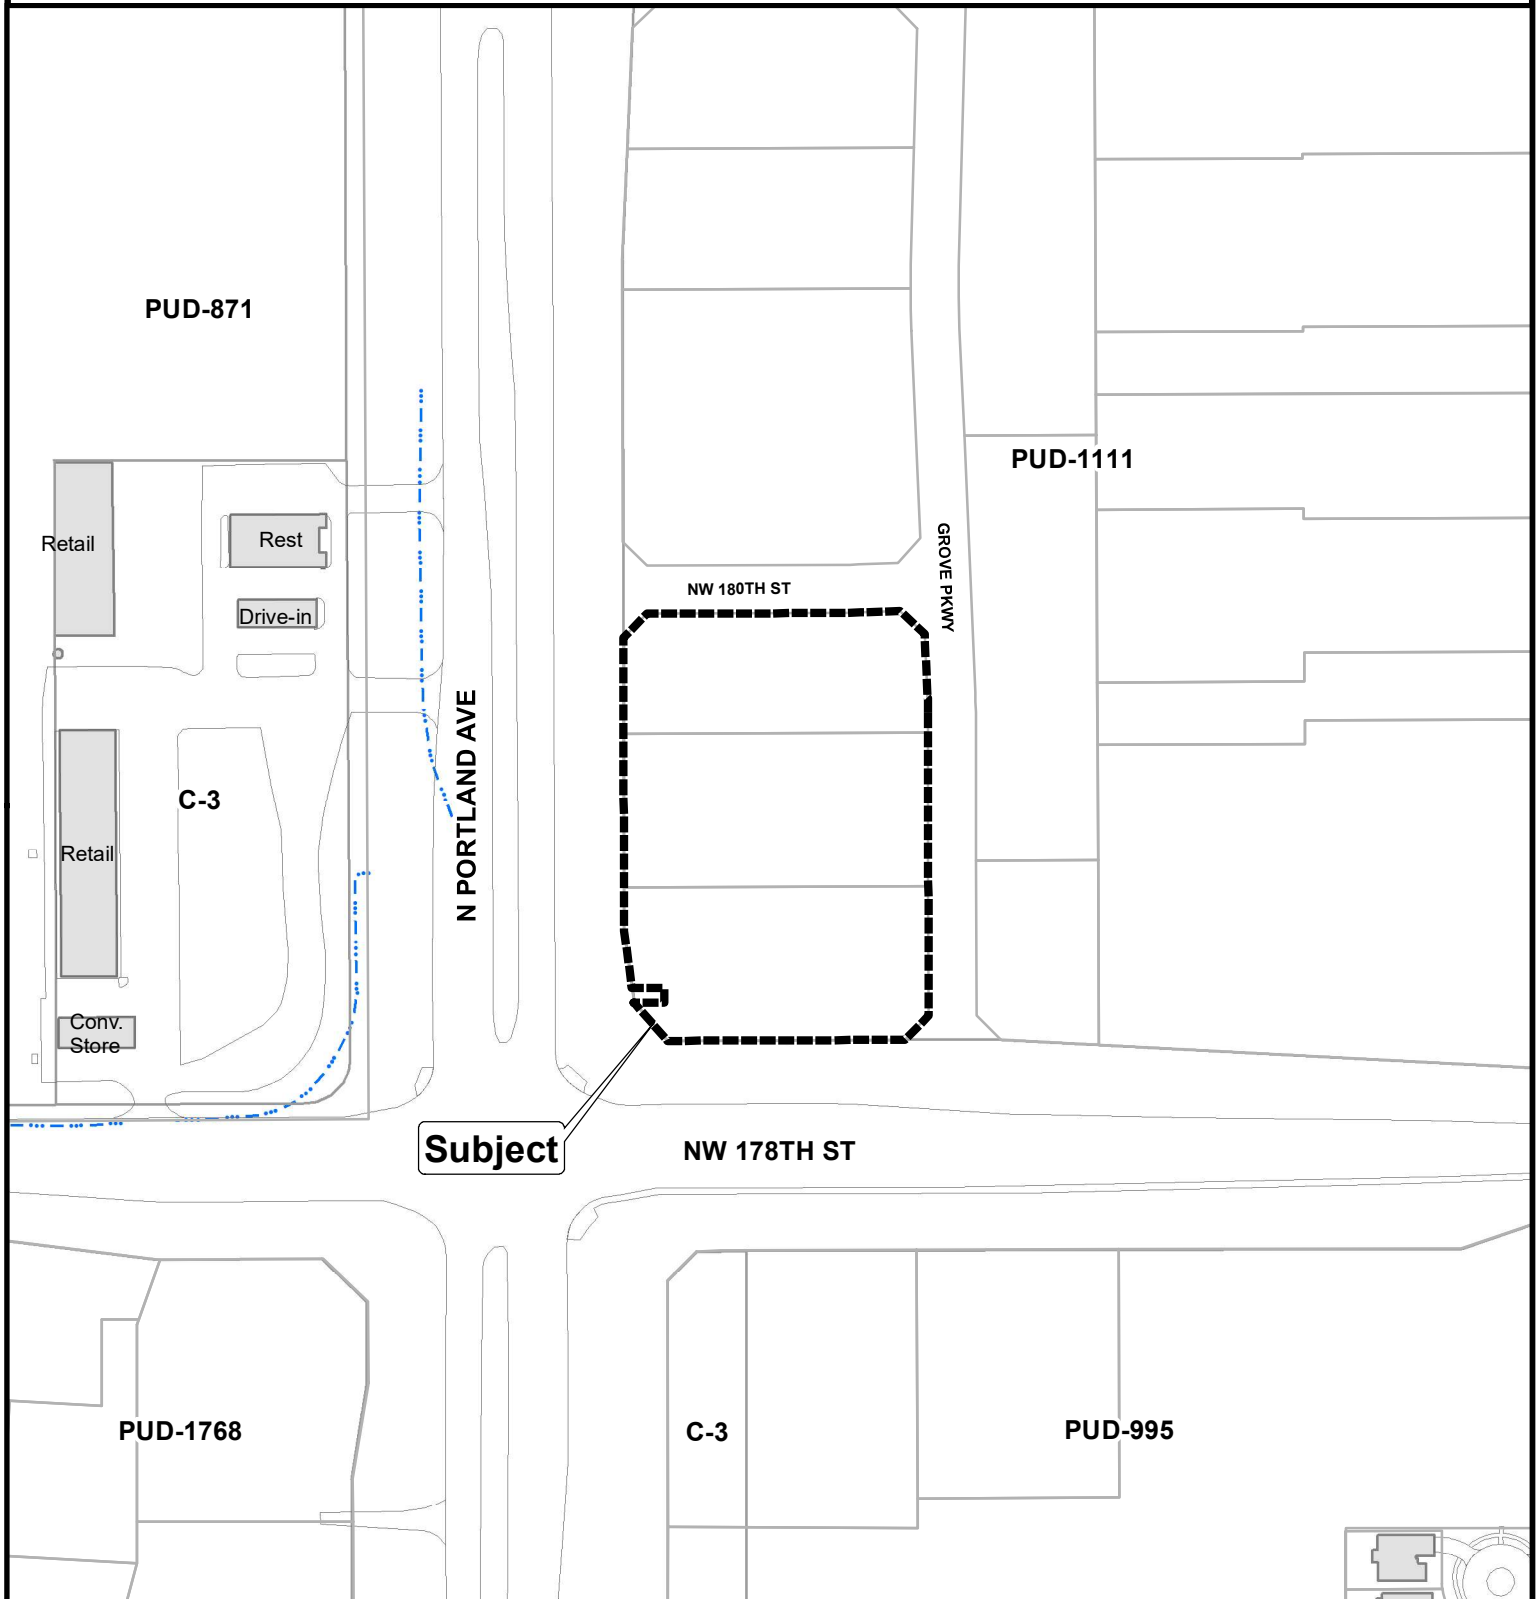 PUD-871
PUD-1111
Retail
Rest
GROVE PKWY
NW 180TH ST
Drive-in
N PORTLAND AVE
C-3
Retail
Conv.
Store
Subject
NW 178TH ST
PUD-1768
C-3
PUD-995